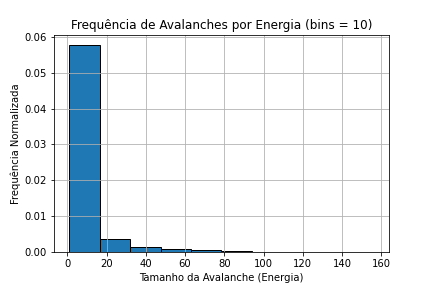 Frequência de Avalanches por Energia (bins = 10)
0.06
0.05
0.04
0.03
0.02
0.01
0.00
Frequência Normalizada
0 20 40 60 80 100 120 140 160
Tamanho da Avalanche (Energia)